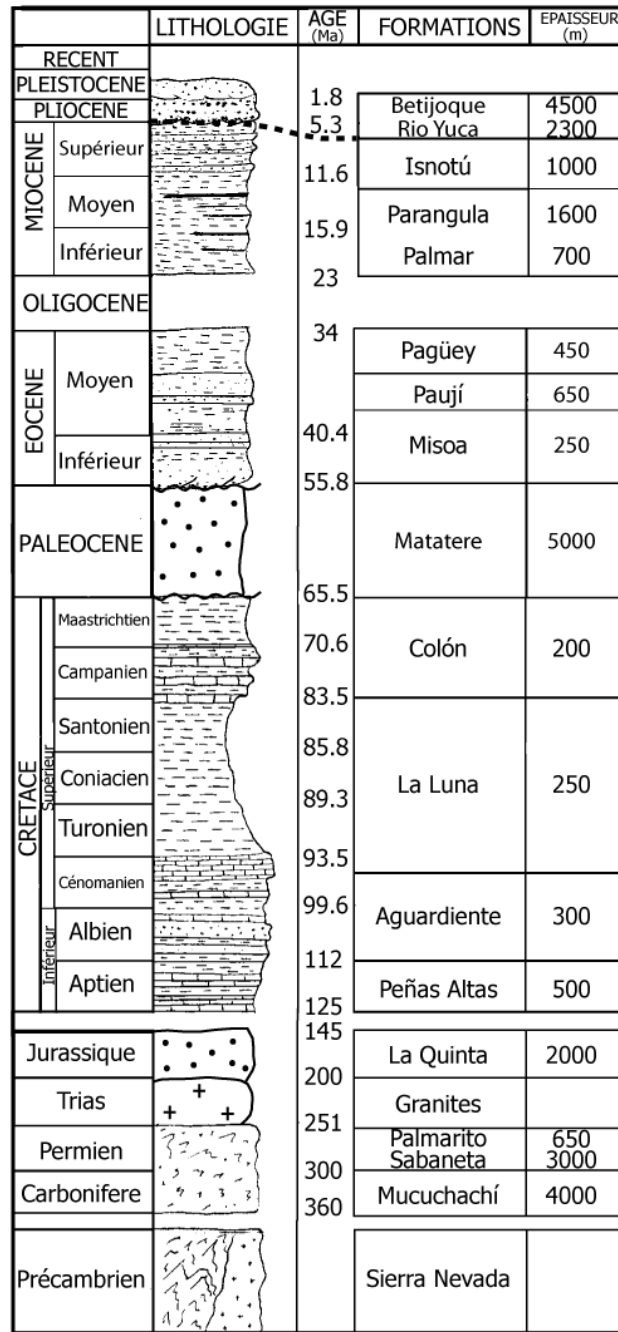 LITHOLOGIE AGE (Ma) FORMATIONS EPAISSEUR (m)
RECENT
PLEISTOCENE
1.8
PLIOCENE Betijoque 4500
5.3 Rio Yuca 2300
MIOCENE
Supérieur Isnotú 1000
11.6
Moyen Parangula 1600
15.9
Inférieur Palmar 700
23
OLIGOCENE
34
EOCENE
Pagüey 450
Moyen
Paují 650
40.4
Misoa 250
Inférieur
55.8
PALEOCENE Matatere 5000
65.5
CRETACE
Supérieur
Maastrichtien
70.6 Colón 200
Campanien
83.5
Santonien
85.8
Coniacien La Luna 250
89.3
Turonien
93.5
Cénomanien
99.6
Inférieur
Albien Aguardiente 300
112
Aptien Peñas Altas 500
125
145
Jurassique La Quinta 2000
200
Trias Granites
251
Permien Palmarito 650
Sabaneta 3000
300
Carbonifere Mucuchachí 4000
360
Précambrien Sierra Nevada